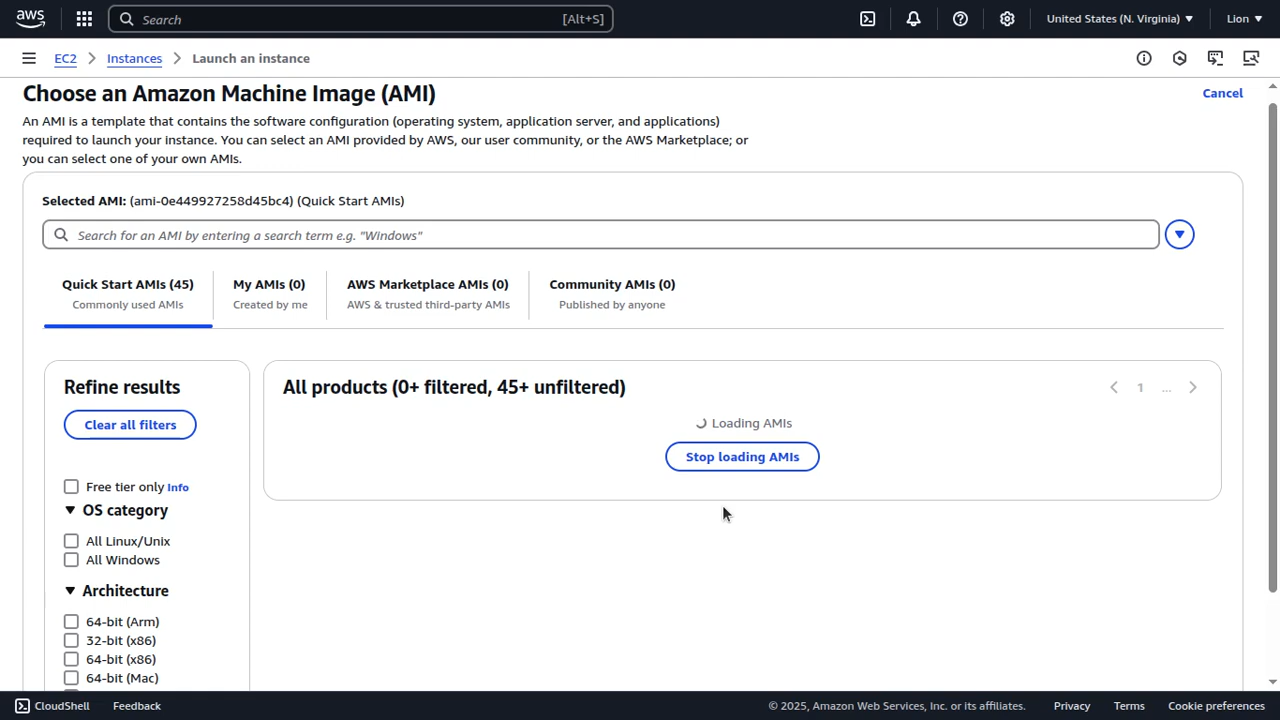 aws
Search
[Alt+S]
United States (N. Virginia)
Lion
EC2
Instances
Launch an instance
Choose an Amazon Machine Image (AMI)
Cancel
An AMI is a template that contains the software configuration (operating system, application server, and applications)
required to launch your instance. You can select an AMI provided by AWS, our user community, or the AWS Marketplace; or
you can select one of your own AMIs.
Selected AMI: (ami-0e449927258d45bc4) (Quick Start AMIs)
Search for an AMI by entering a search term e.g. "Windows"
Quick Start AMIs (45)
Commonly used AMIs
My AMIs (0)
Created by me
AWS Marketplace AMIs (0)
AWS & trusted third-party AMIs
Community AMIs (0)
Published by anyone
Refine results
Clear all filters
Free tier only Info
OS category
All Linux/Unix
All Windows
Architecture
64-bit (Arm)
32-bit (x86)
64-bit (x86)
64-bit (Mac)
All products (0+ filtered, 45+ unfiltered)
1
...
Loading AMIs
Stop loading AMIs
CloudShell
Feedback
© 2025, Amazon Web Services, Inc. or its affiliates.
Privacy
Terms
Cookie preferences